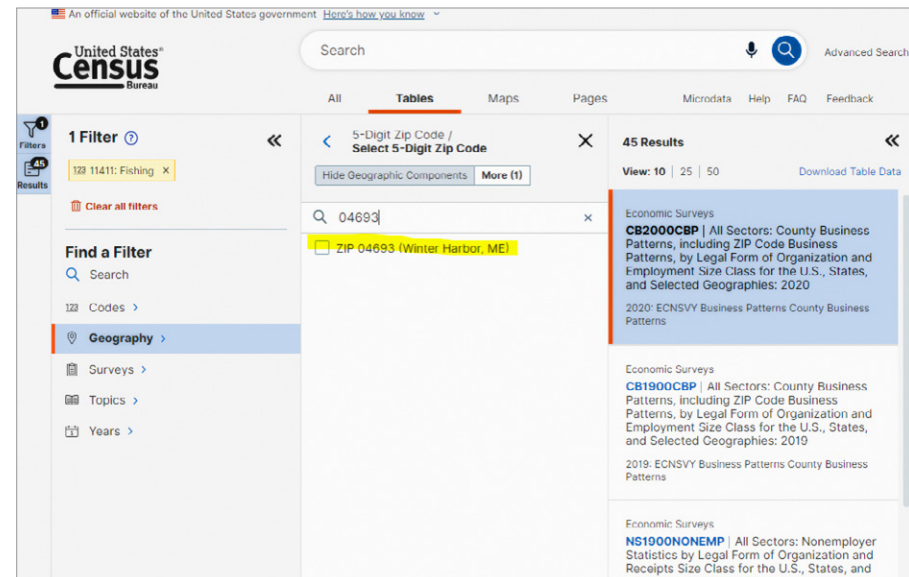 An official website of the United States government Here's how you know
United States®
Census
Bureau
Search
Advanced Search
All Tables Maps Pages
Microdata Help FAQ Feedback
1
Filters
45
Results
1 Filter
123 11411: Fishing ×
Clear all filters
Find a Filter
Search
123 Codes >
Geography >
Surveys >
Topics >
Years >
5-Digit Zip Code /
Select 5-Digit Zip Code
Hide Geographic Components More (1)
04693
ZIP 04693 (Winter Harbor, ME)
45 Results
View: 10 | 25 | 50 Download Table Data
Economic Surveys
CB2000CBP | All Sectors: County Business
Patterns, including ZIP Code Business
Patterns, by Legal Form of Organization and
Employment Size Class for the U.S., States,
and Selected Geographies: 2020
2020: ECNSVY Business Patterns County Business
Patterns
Economic Surveys
CB1900CBP | All Sectors: County Business
Patterns, including ZIP Code Business
Patterns, by Legal Form of Organization and
Employment Size Class for the U.S., States,
and Selected Geographies: 2019
2019: ECNSVY Business Patterns County Business
Patterns
Economic Surveys
NS1900NONEMP | All Sectors: Nonemployer
Statistics by Legal Form of Organization and
Receipts Size Class for the U.S., States, and